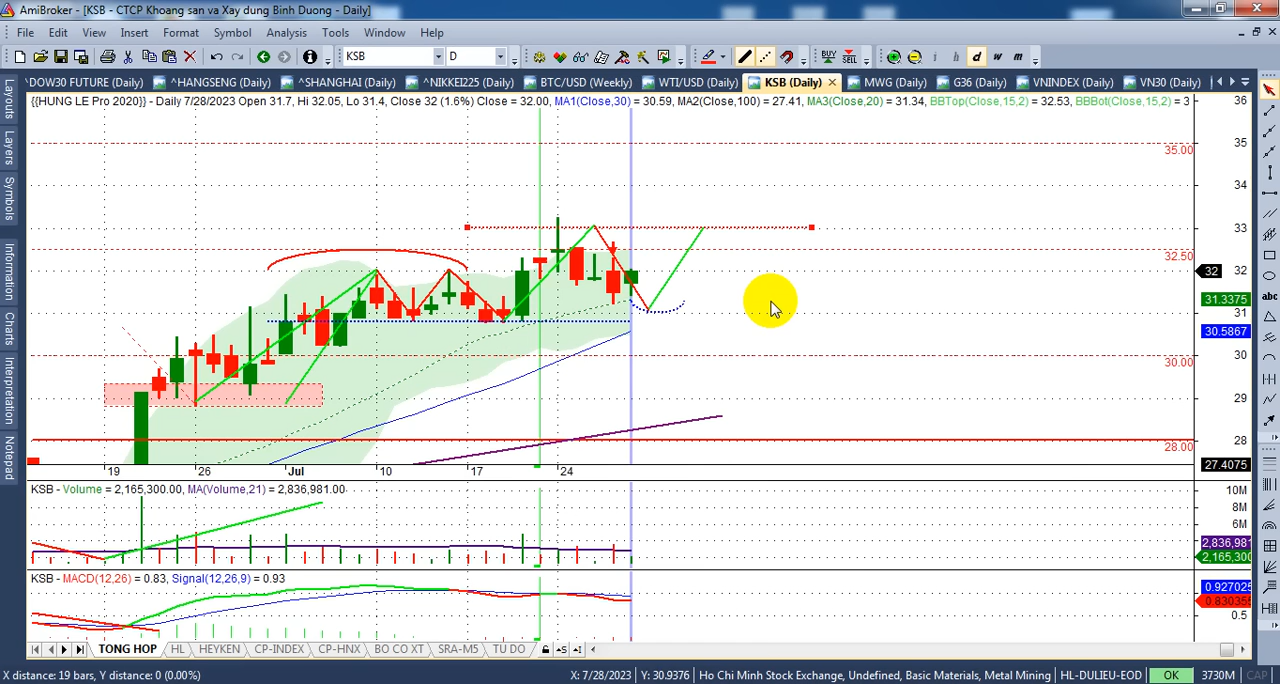 AmiBroker - [KSB - CTCP Khoang san va Xay dung Binh Duong - Daily]
File Edit View Insert Format Symbol Analysis Tools Window Help
KSB D BUY SELL i h d w m
^DOW30 FUTURE (Daily) ^HANGSENG (Daily) ^SHANGHAI (Daily) ^NIKKEI225 (Daily) BTC/USD (Weekly) WTI/USD (Daily) KSB (Daily) MWG (Daily) G36 (Daily) VNINDEX (Daily) VN30 (Daily)
{{HUNG LE Pro 2020}} - Daily 7/28/2023 Open 31.7, Hi 32.05, Lo 31.4, Close 32 (1.6%) Close = 32.00, MA1(Close,30) = 30.59, MA2(Close,100) = 27.41, MA3(Close,20) = 31.34, BBTop(Close,15,2) = 32.53, BBBot(Close,15,2) = 3
Layouts
Layers
Symbols
Information
Charts
Interpretation
Notepad
abc
36
35
35.00
34
33
32.50
32
32
31.3375
31
30.5867
30
30.00
29
28
28.00
27.4075
19 26 Jul 10 17 24
KSB - Volume = 2,165,300.00, MA(Volume,21) = 2,836,981.00
10M
8M
6M
2,836,981
2,165,300
KSB - MACD(12,26) = 0.83, Signal(12,26,9) = 0.93
0.927025
0.830355
0.5
TONG HOP HL HEYKEN CP-INDEX CP-HNX BO CO XT SRA-M5 TU DO S I
X distance: 19 bars, Y distance: 0 (0.00%) X: 7/28/2023 Y: 30.9376 Ho Chi Minh Stock Exchange, Undefined, Basic Materials, Metal Mining HL-DULIEU-EOD OK 3730M CAP